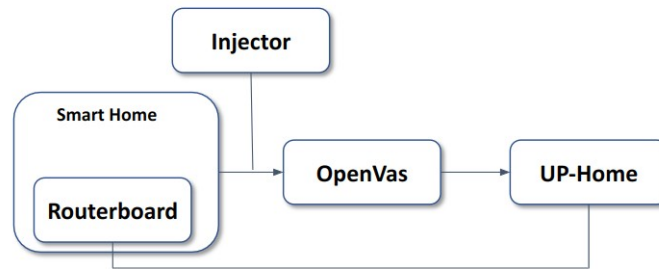 Injector
Smart Home
OpenVas
UP-Home
Routerboard